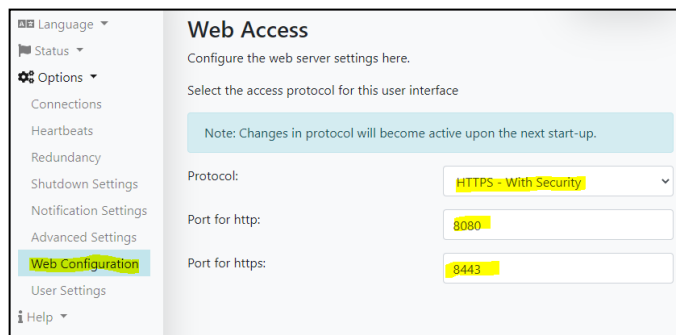 Language
Status
Options
Connections
Heartbeats
Redundancy
Shutdown Settings
Notification Settings
Advanced Settings
Web Configuration
User Settings
Help
Web Access
Configure the web server settings here.
Select the access protocol for this user interface
Note: Changes in protocol will become active upon the next start-up.
Protocol:
HTTPS - With Security
Port for http:
8080
Port for https:
8443